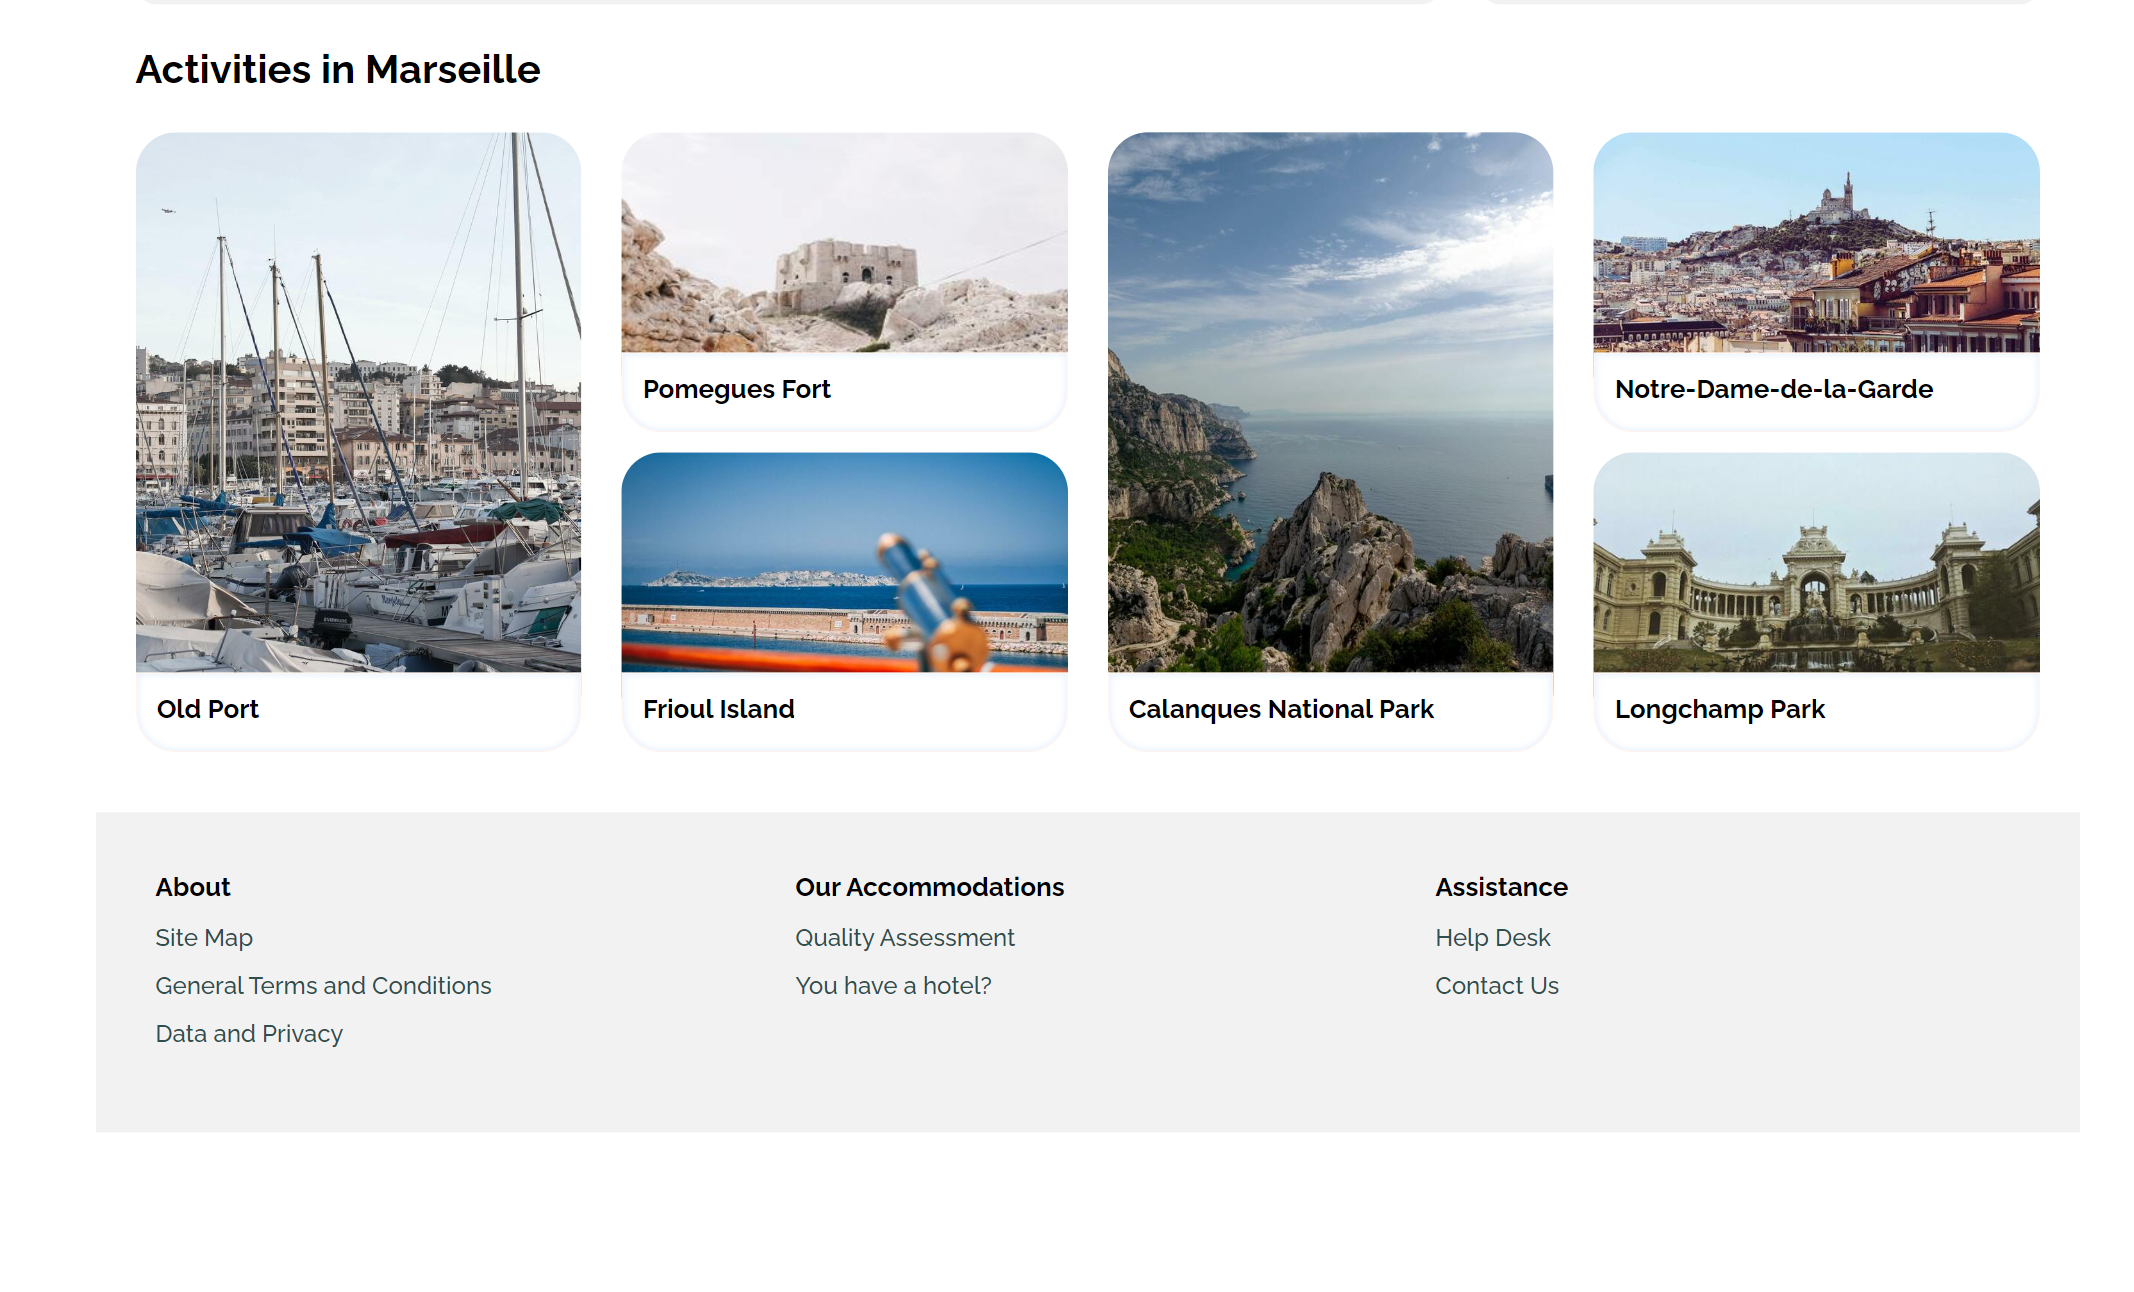 Activities in Marseille
Old Port
Pomegues Fort
Frioul Island
Calanques National Park
Notre-Dame-de-la-Garde
Longchamp Park
About
Site Map
General Terms and Conditions
Data and Privacy
Our Accommodations
Quality Assessment
You have a hotel?
Assistance
Help Desk
Contact Us